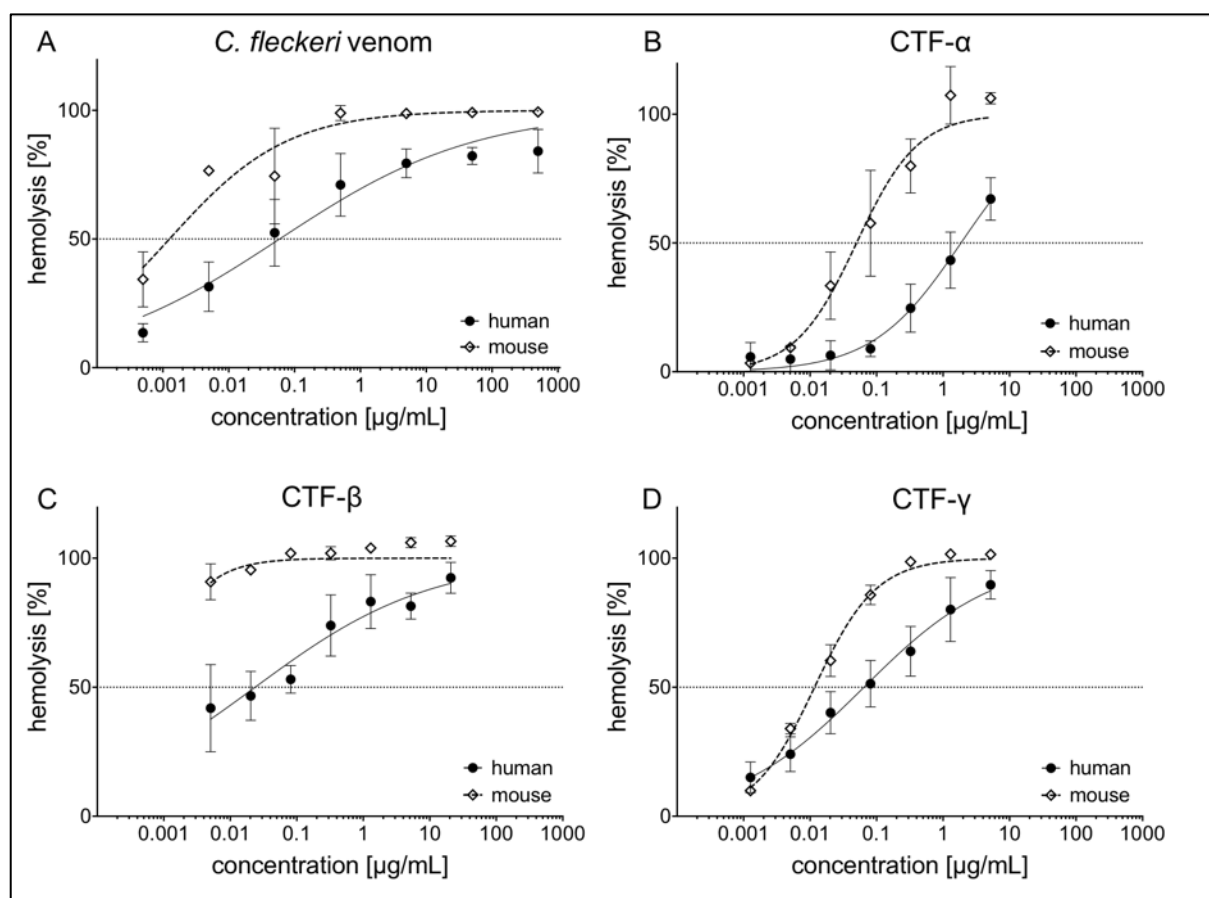 A
C. fleckeri venom
hemolysis [%]
100
50
0
0.001 0.01 0.1 1 10 100 1000
concentration [µg/mL]
human
mouse
B
CTF-α
hemolysis [%]
100
50
0
0.001 0.01 0.1 1 10 100 1000
concentration [µg/mL]
human
mouse
C
CTF-β
hemolysis [%]
100
50
0
0.001 0.01 0.1 1 10 100 1000
concentration [µg/mL]
human
mouse
D
CTF-γ
hemolysis [%]
100
50
0
0.001 0.01 0.1 1 10 100 1000
concentration [µg/mL]
human
mouse